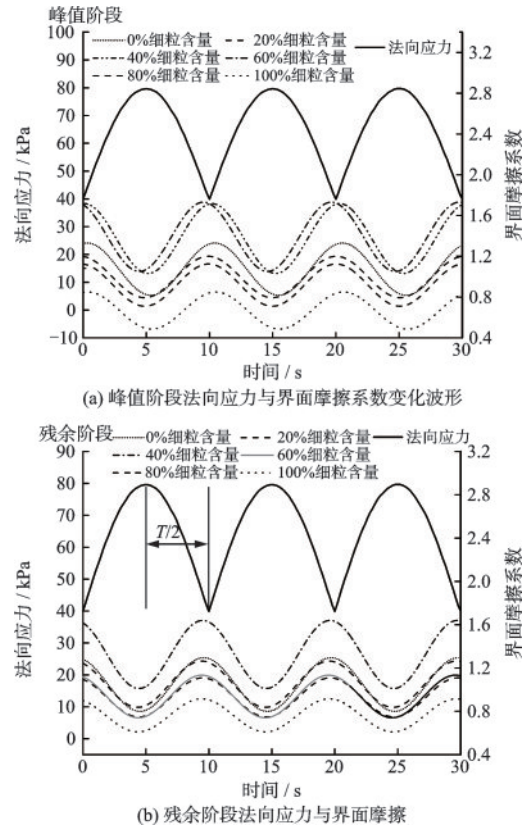 峰值阶段
0%细粒含量 20%细粒含量 法向应力
40%细粒含量 60%细粒含量
80%细粒含量 100%细粒含量
法向应力 / kPa
100
90
80
70
60
50
40
30
20
10
0
−10
界面摩擦系数
3.2
2.8
2.4
2.0
1.6
1.2
0.8
0.4
0 5 10 15 20 25 30
时间 / s
(a) 峰值阶段法向应力与界面摩擦系数变化波形
残余阶段
0%细粒含量 20%细粒含量 法向应力
40%细粒含量 60%细粒含量
80%细粒含量 100%细粒含量
T/2
法向应力 / kPa
90
80
70
60
50
40
30
20
10
0
界面摩擦系数
3.2
2.8
2.4
2.0
1.6
1.2
0.8
0.4
0 5 10 15 20 25 30
时间 / s
(b) 残余阶段法向应力与界面摩擦